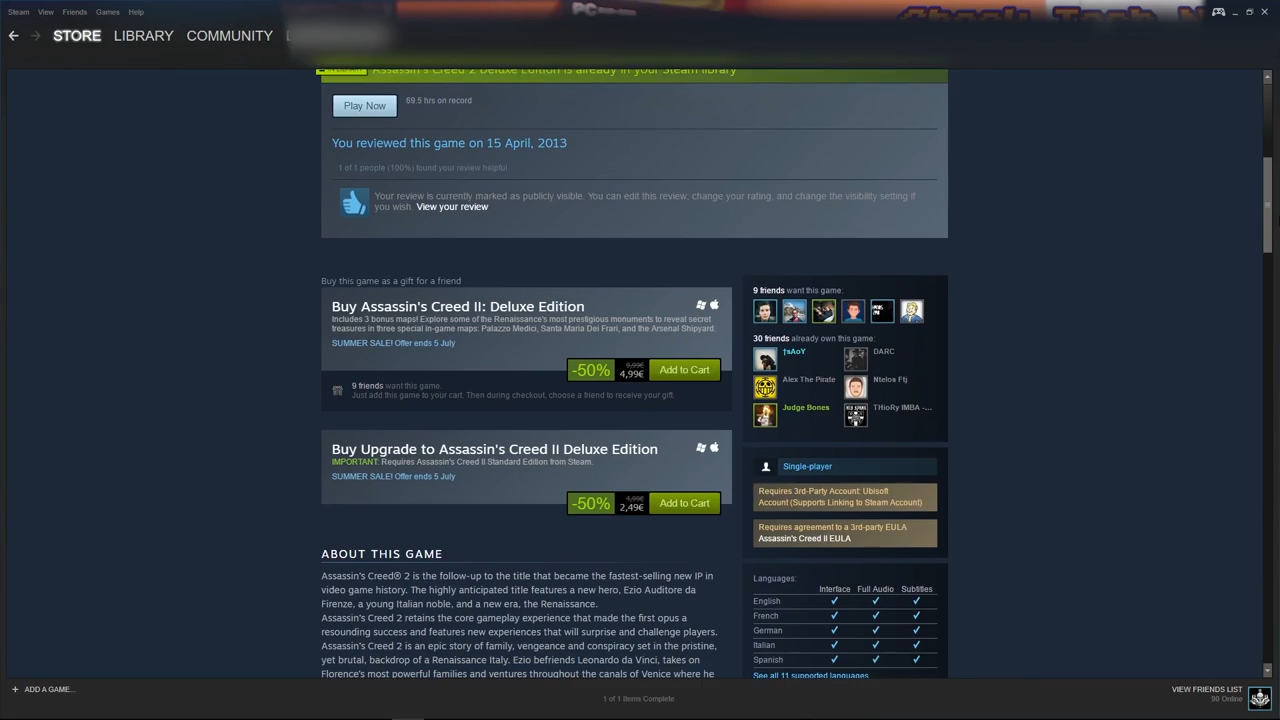 Steam View Friends Games Help
STORE LIBRARY COMMUNITY
Assassin's Creed 2 Deluxe Edition is already in your Steam library
Play Now
69.5 hrs on record
You reviewed this game on 15 April, 2013
1 of 1 people (100%) found your review helpful
Your review is currently marked as publicly visible. You can edit this review, change your rating, and change the visibility setting if
you wish. View your review
Buy this game as a gift for a friend
Buy Assassin's Creed II: Deluxe Edition
Includes 3 bonus maps! Explore some of the Renaissance's most prestigious monuments to reveal secret
treasures in three special in-game maps: Palazzo Medici, Santa Maria Dei Frari, and the Arsenal Shipyard.
SUMMER SALE! Offer ends 5 July
-50% 9,99€ 4,99€ Add to Cart
9 friends want this game.
Just add this game to your cart. Then during checkout, choose a friend to receive your gift.
Buy Upgrade to Assassin's Creed II Deluxe Edition
IMPORTANT: Requires Assassin's Creed II Standard Edition from Steam.
SUMMER SALE! Offer ends 5 July
-50% 4,99€ 2,49€ Add to Cart
ABOUT THIS GAME
Assassin's Creed® 2 is the follow-up to the title that became the fastest-selling new IP in
video game history. The highly anticipated title features a new hero, Ezio Auditore da
Firenze, a young Italian noble, and a new era, the Renaissance.
Assassin's Creed 2 retains the core gameplay experience that made the first opus a
resounding success and features new experiences that will surprise and challenge players.
Assassin's Creed 2 is an epic story of family, vengeance and conspiracy set in the pristine,
yet brutal, backdrop of a Renaissance Italy. Ezio befriends Leonardo da Vinci, takes on
Florence's most powerful families and ventures throughout the canals of Venice where he
9 friends want this game:
30 friends already own this game:
†sAoY
DARC
Alex The Pirate
Ntelos Ftj
Judge Bones
THioRy IMBA -...
Single-player
Requires 3rd-Party Account: Ubisoft
Account (Supports Linking to Steam Account)
Requires agreement to a 3rd-party EULA
Assassin's Creed II EULA
Languages:
Interface Full Audio Subtitles
English
French
German
Italian
Spanish
See all 11 supported languages
+ ADD A GAME...
1 of 1 Items Complete
VIEW FRIENDS LIST
90 Online